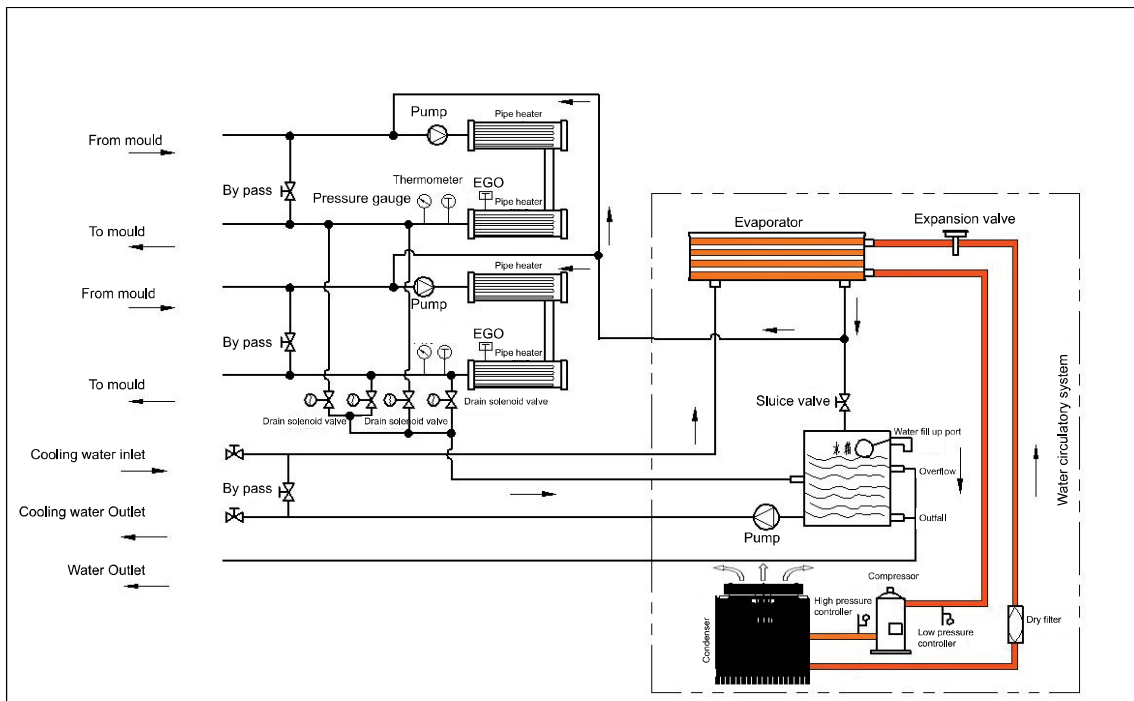 Pump
Pipe heater
From mould
By pass
Thermometer
EGO
Pressure gauge
Pipe heater
To mould
Evaporator
Expansion valve
Pipe heater
From mould
Pump
By pass
EGO
Pipe heater
To mould
Drain solenoid valve
Drain solenoid valve
Drain solenoid valve
Sluice valve
Water fill up port
水箱
Cooling water inlet
Overflow
By pass
Cooling water Outlet
Outfall
Pump
Water Outlet
Water circulatory system
Compressor
High pressure
controller
Condenser
Low pressure
controller
Dry filter